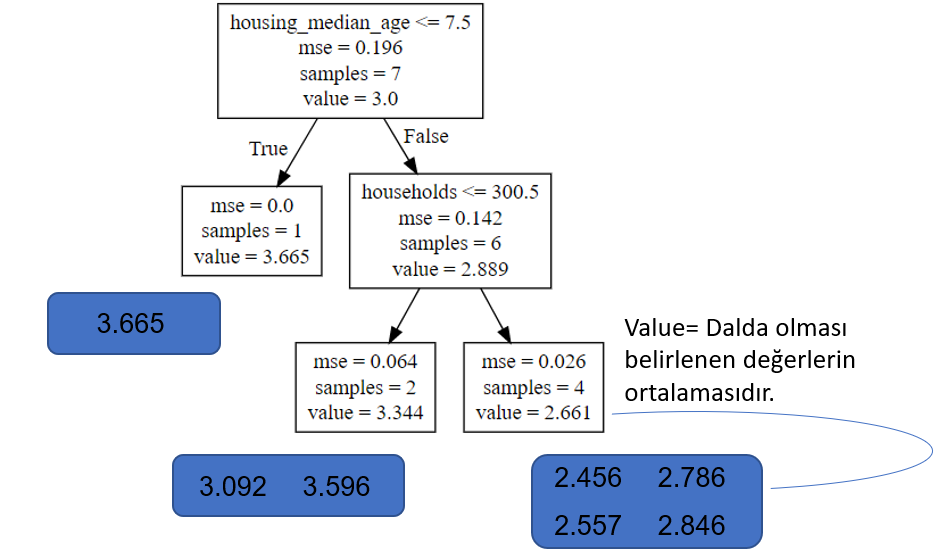 housing_median_age <= 7.5
mse = 0.196
samples = 7
value = 3.0
True
False
mse = 0.0
samples = 1
value = 3.665
households <= 300.5
mse = 0.142
samples = 6
value = 2.889
3.665
mse = 0.064
samples = 2
value = 3.344
mse = 0.026
samples = 4
value = 2.661
Value= Dalda olması
belirlenen değerlerin
ortalamasıdır.
3.092 3.596
2.456 2.786
2.557 2.846